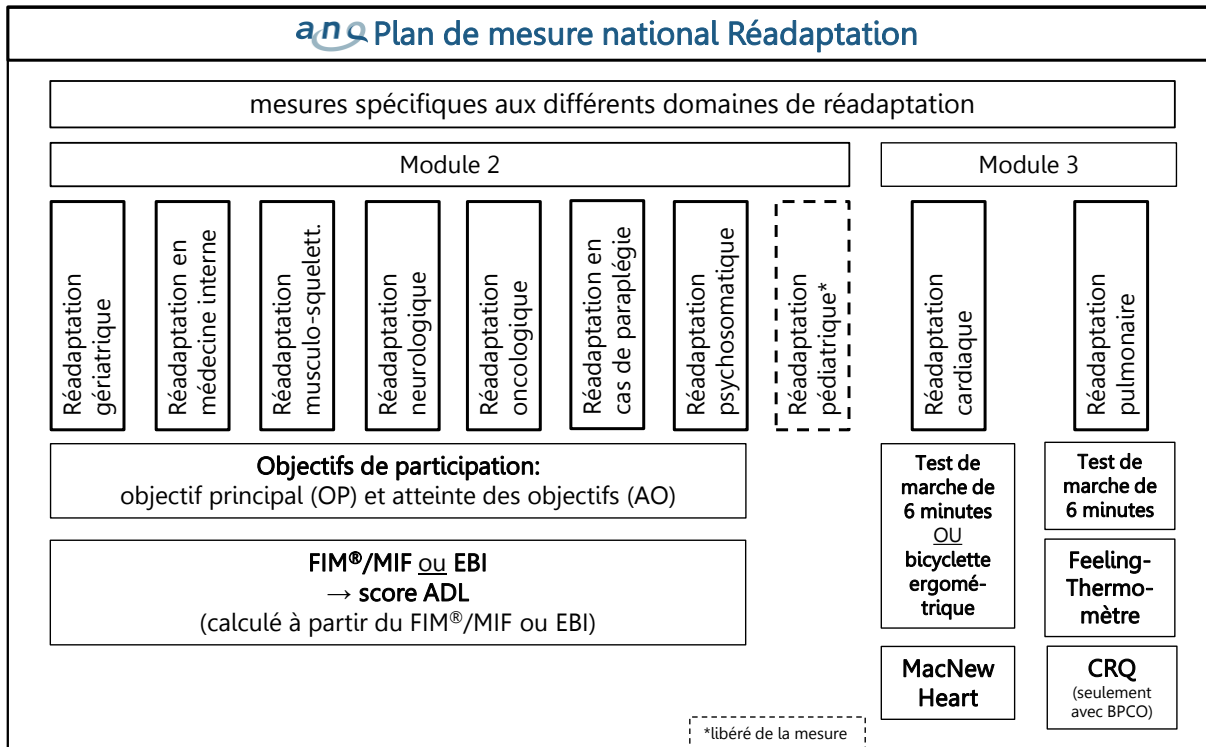 anq Plan de mesure national Réadaptation
mesures spécifiques aux différents domaines de réadaptation
Module 2
Module 3
Réadaptation
gériatrique
Réadaptation en
médecine interne
Réadaptation
musculo-squelett.
Réadaptation
neurologique
Réadaptation
oncologique
Réadaptation en
cas de paraplégie
Réadaptation
psychosomatique
Réadaptation
pédiatrique*
Réadaptation
cardiaque
Réadaptation
pulmonaire
Objectifs de participation:
objectif principal (OP) et atteinte des objectifs (AO)
FIM®/MIF ou EBI
→ score ADL
(calculé à partir du FIM®/MIF ou EBI)
Test de
marche de
6 minutes
OU
bicyclette
ergomé-
trique
MacNew
Heart
Test de
marche de
6 minutes
Feeling-
Thermo-
mètre
CRQ
(seulement
avec BPCO)
*libéré de la mesure